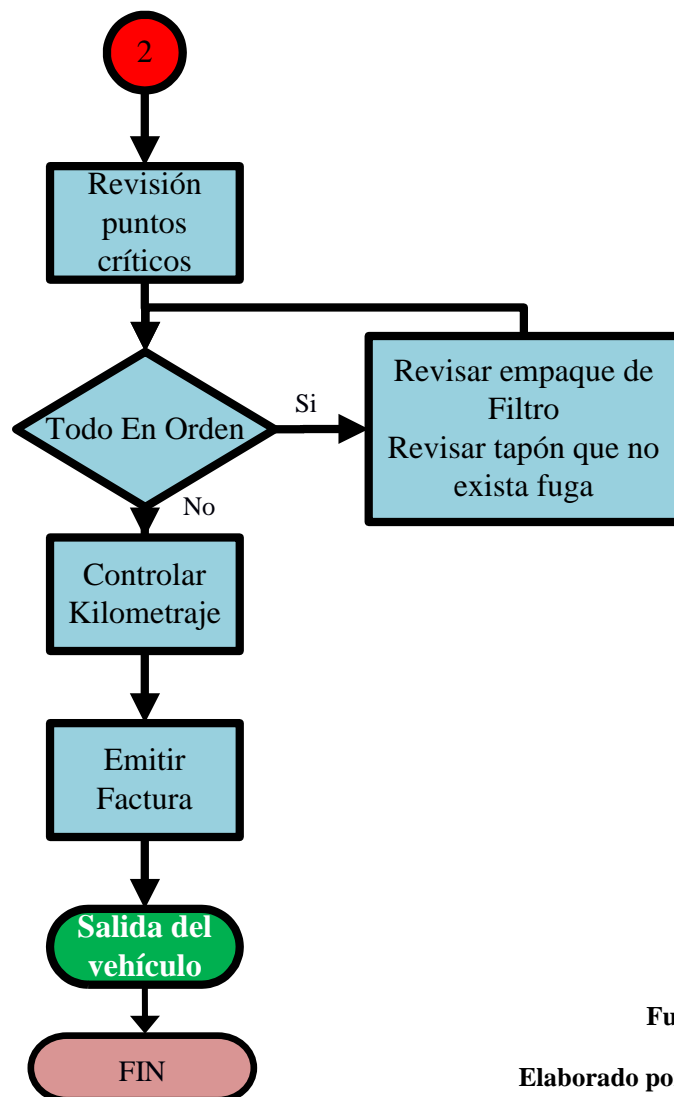 2
Revisión
puntos
críticos
Todo En Orden
Si
Revisar empaque de
Filtro
Revisar tapón que no
exista fuga
No
Controlar
Kilometraje
Emitir
Factura
Salida del
vehículo
FIN
Fu
Elaborado po